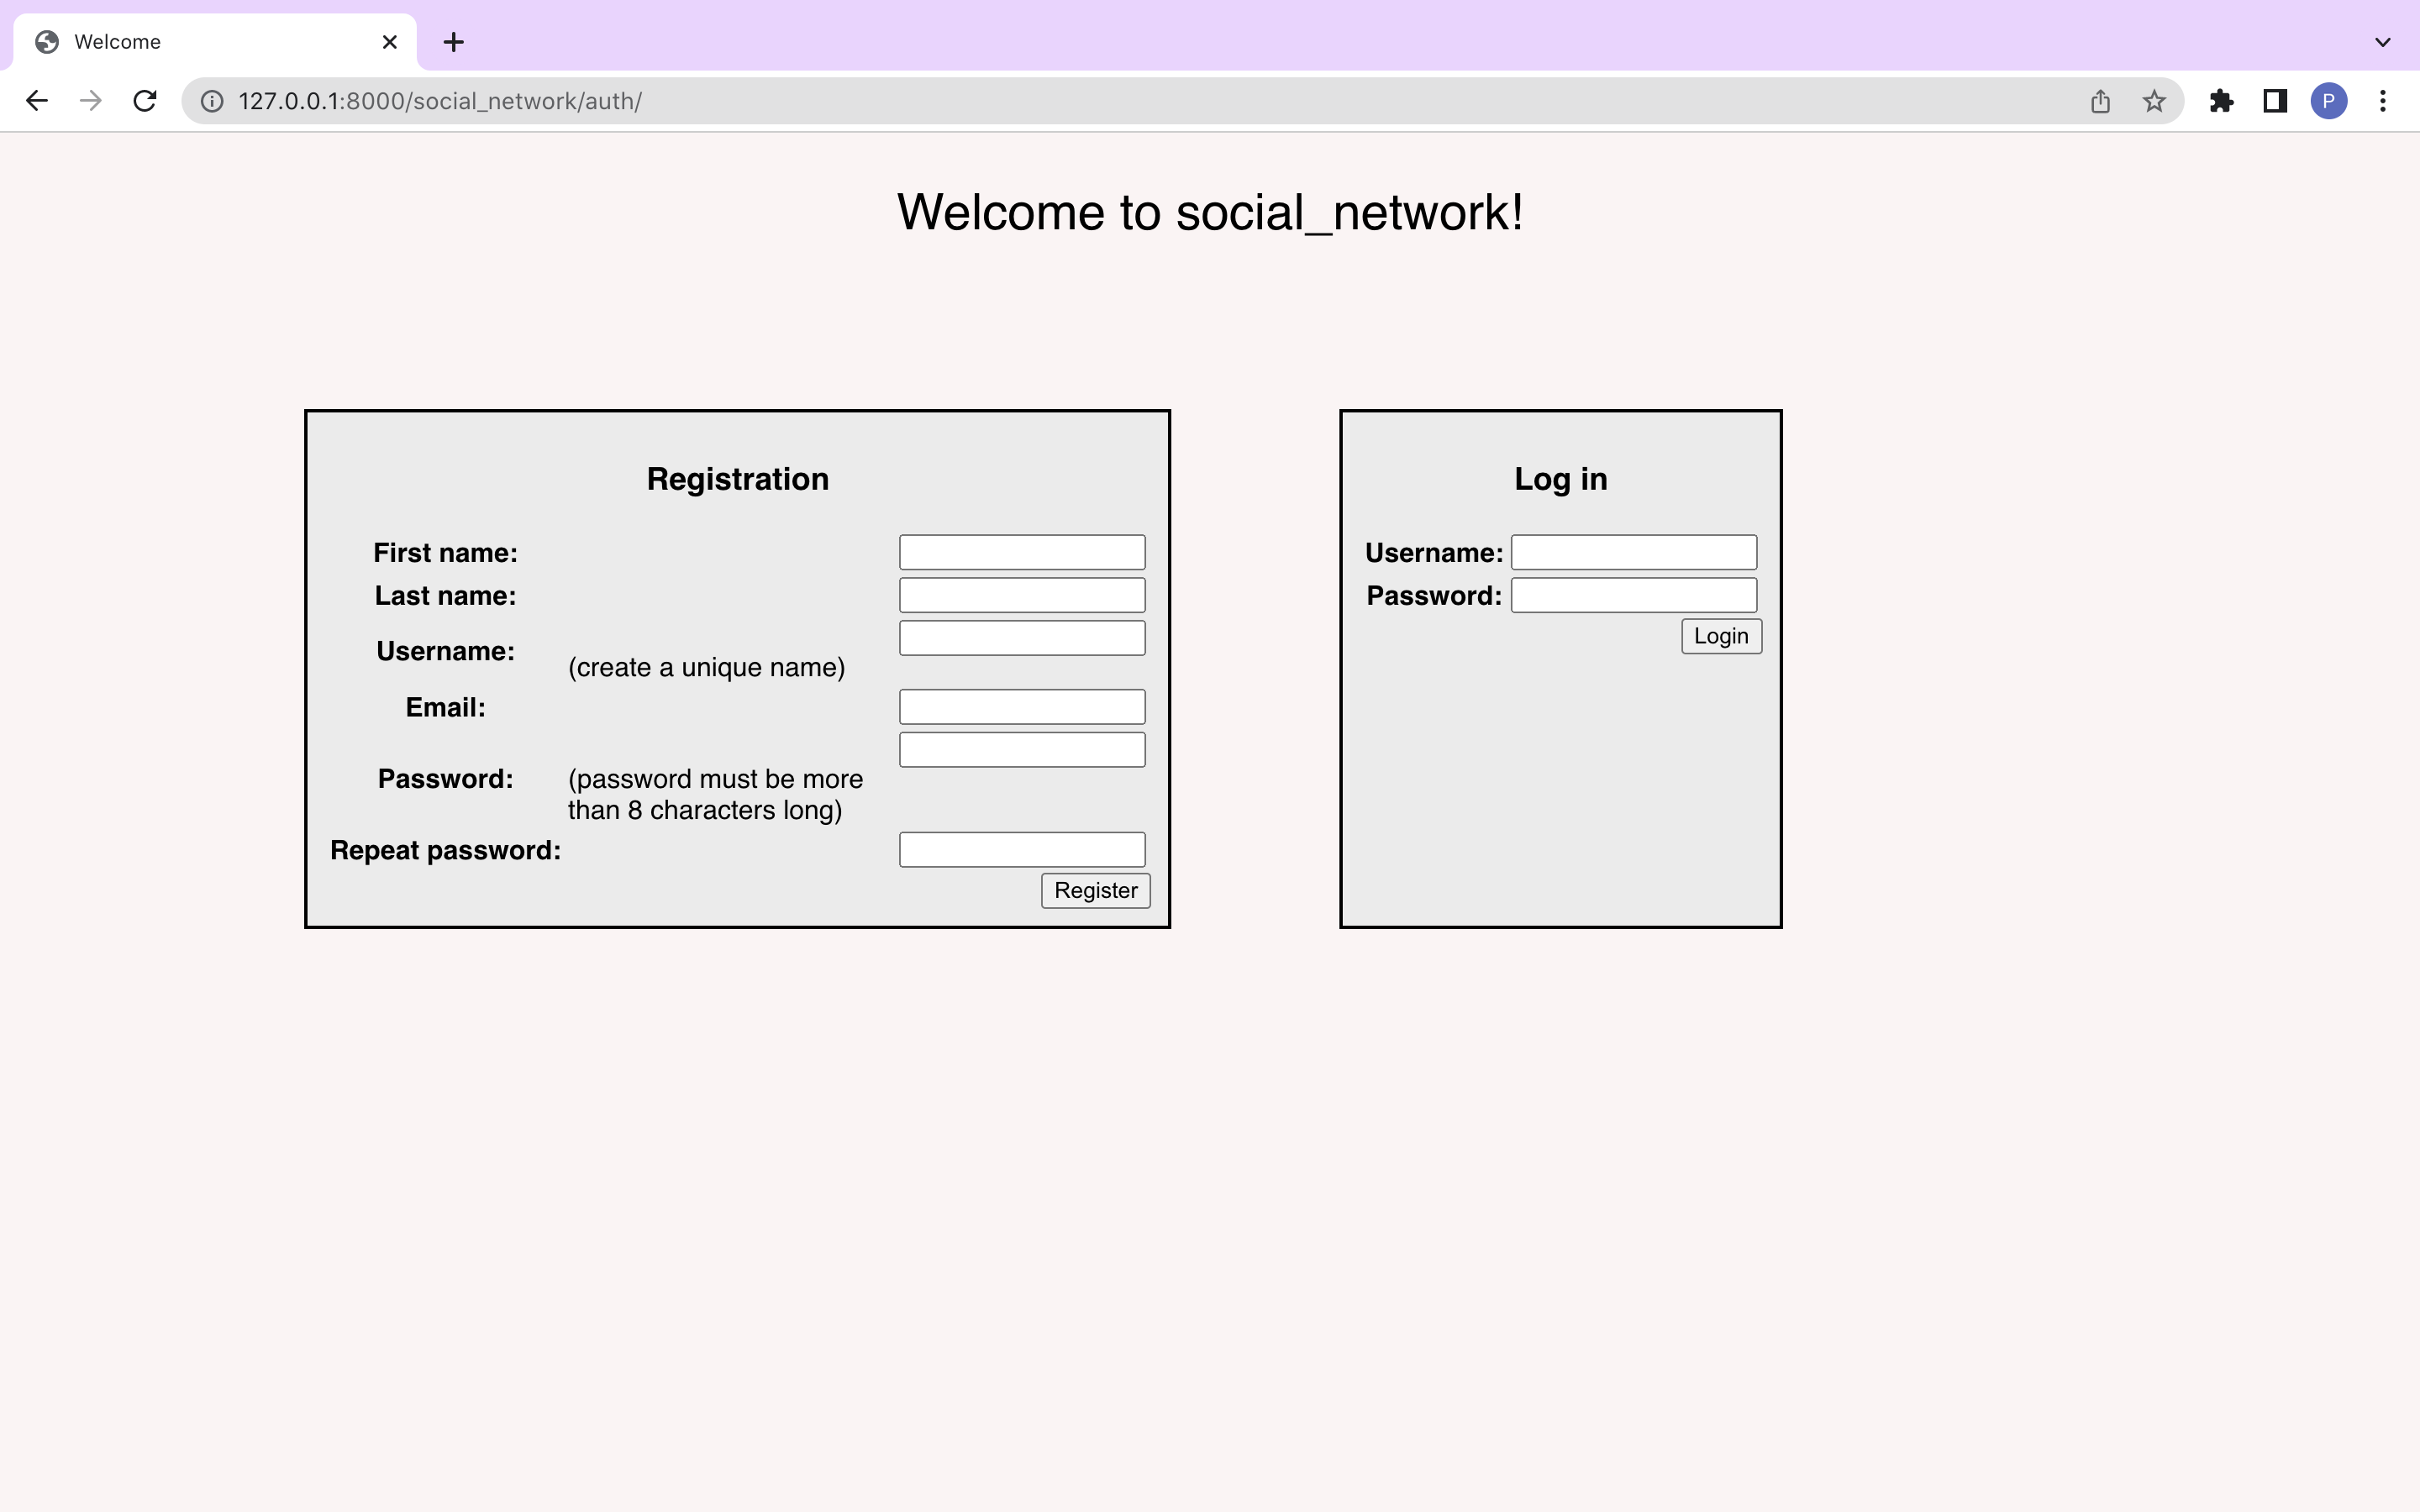 Welcome
127.0.0.1:8000/social_network/auth/
P
Welcome to social_network!
Registration
First name:
Last name:
Username:
(create a unique name)
Email:
Password:
(password must be more
than 8 characters long)
Repeat password:
Register
Log in
Username:
Password:
Login